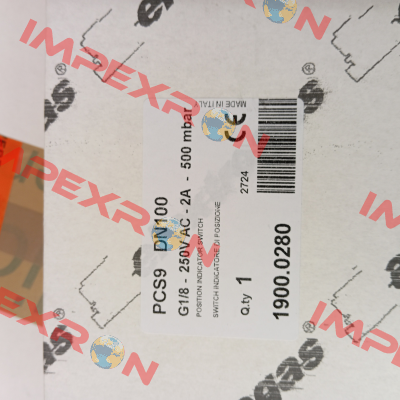 PCS9 DN100
G1/8 - 250V AC - 2A - 500 mbar
POSITION INDICATOR SWITCH
SWITCH INDICATORE DI POSIZIONE
MADE IN ITALY
CE
2724
Q.ty 1
1900.0280
IMPEXRON
IMPEXRON
IMPEXRON
IMPEXRON